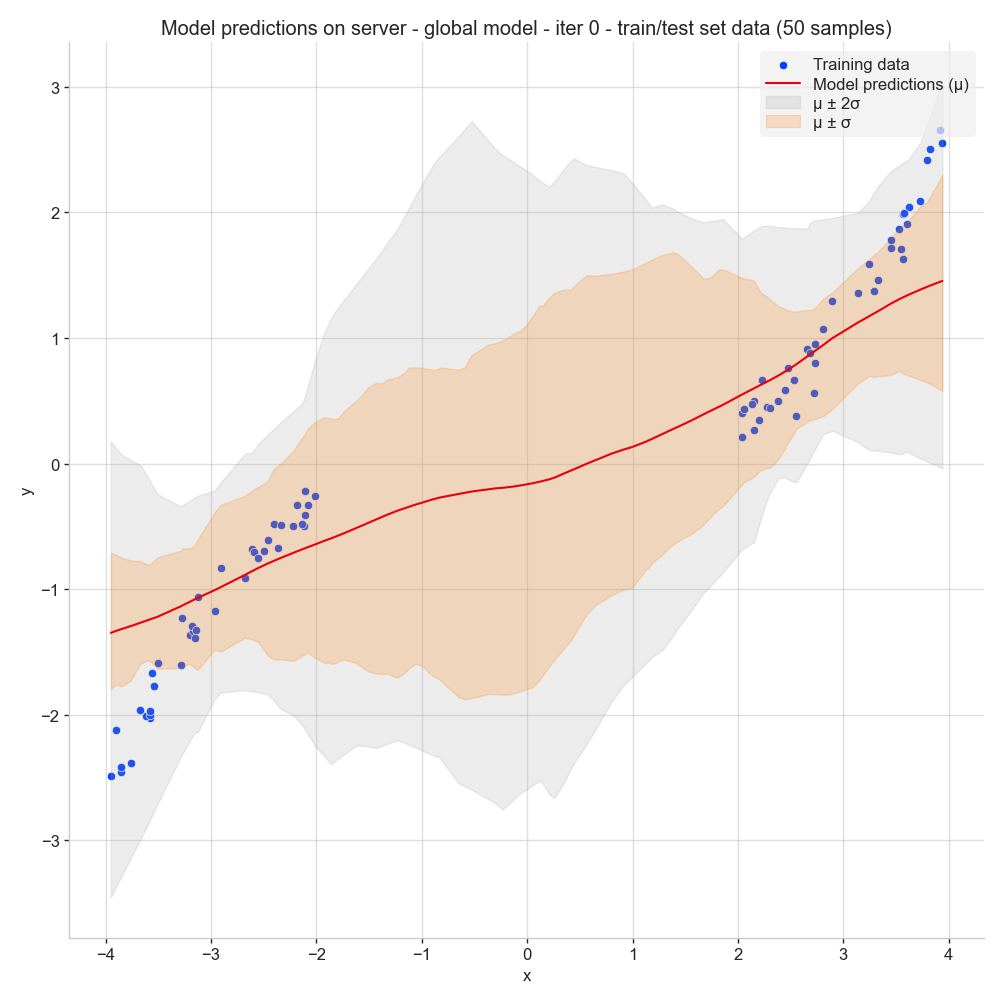 Model predictions on server - global model - iter 0 - train/test set data (50 samples)
Training data
Model predictions (μ)
μ ± 2σ
μ ± σ
3
2
1
0
−1
−2
−3
y
−4 −3 −2 −1 0 1 2 3 4
x